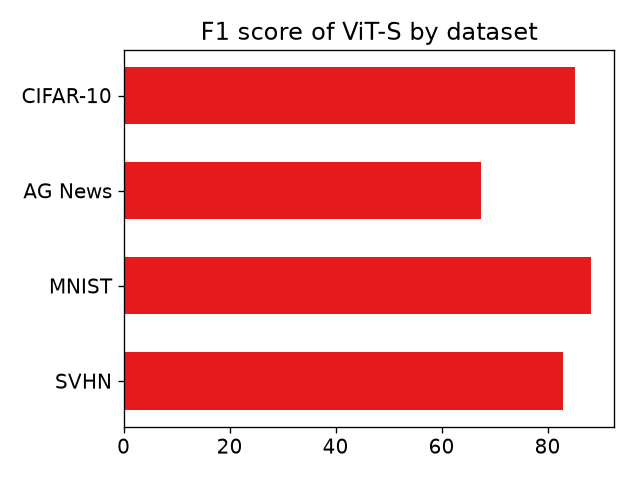 F1 score of ViT-S by dataset
CIFAR-10
AG News
MNIST
SVHN
0 20 40 60 80